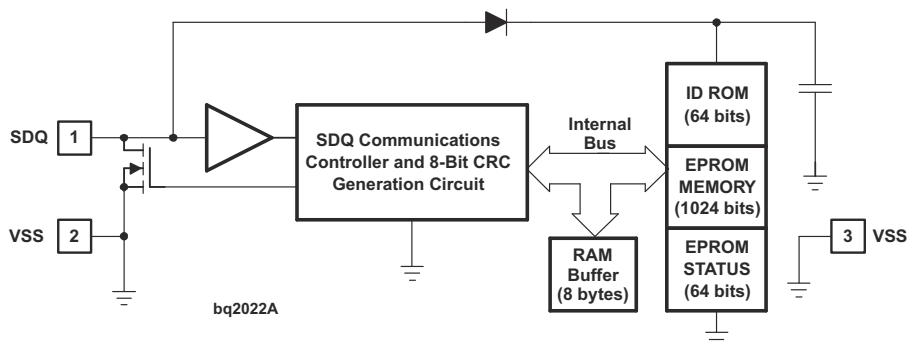 ID ROM
(64 bits)
SDQ
1
SDQ Communications
Controller and 8-Bit CRC
Generation Circuit
Internal
Bus
EPROM
MEMORY
(1024 bits)
VSS
2
RAM
Buffer
(8 bytes)
EPROM
STATUS
(64 bits)
3
VSS
bq2022A